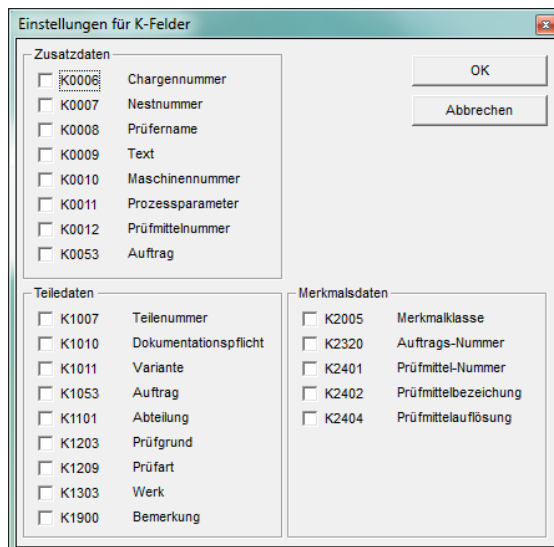 Einstellungen für K-Felder
Zusatzdaten
K0006 Chargennummer
K0007 Nestnummer
K0008 Prüfername
K0009 Text
K0010 Maschinennummer
K0011 Prozessparameter
K0012 Prüfmittelnummer
K0053 Auftrag
OK
Abbrechen
Teiledaten
K1007 Teilenummer
K1010 Dokumentationspflicht
K1011 Variante
K1053 Auftrag
K1101 Abteilung
K1203 Prüfgrund
K1209 Prüfart
K1303 Werk
K1900 Bemerkung
Merkmalsdaten
K2005 Merkmalklasse
K2320 Auftrags-Nummer
K2401 Prüfmittel-Nummer
K2402 Prüfmittelbezeichung
K2404 Prüfmittelauflösung